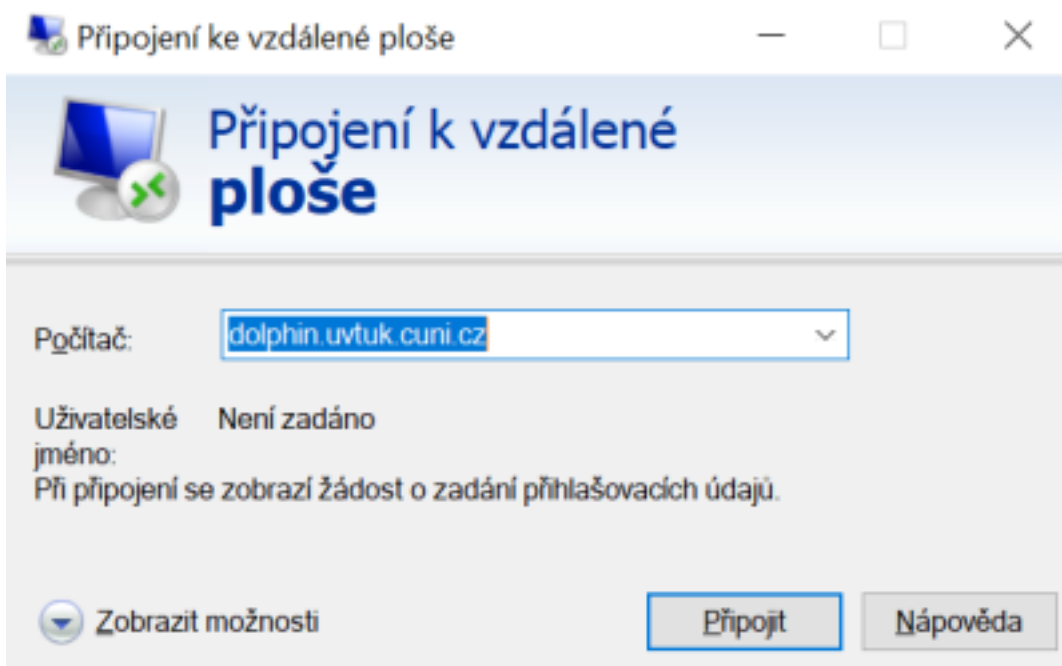 Připojení ke vzdálené ploše
Připojení k vzdálené
ploše
Počítač: dolphin.uvtuk.cuni.cz
Uživatelské Není zadáno
jméno:
Při připojení se zobrazí žádost o zadání přihlašovacích údajů.
Zobrazit možnosti Připojit Nápověda